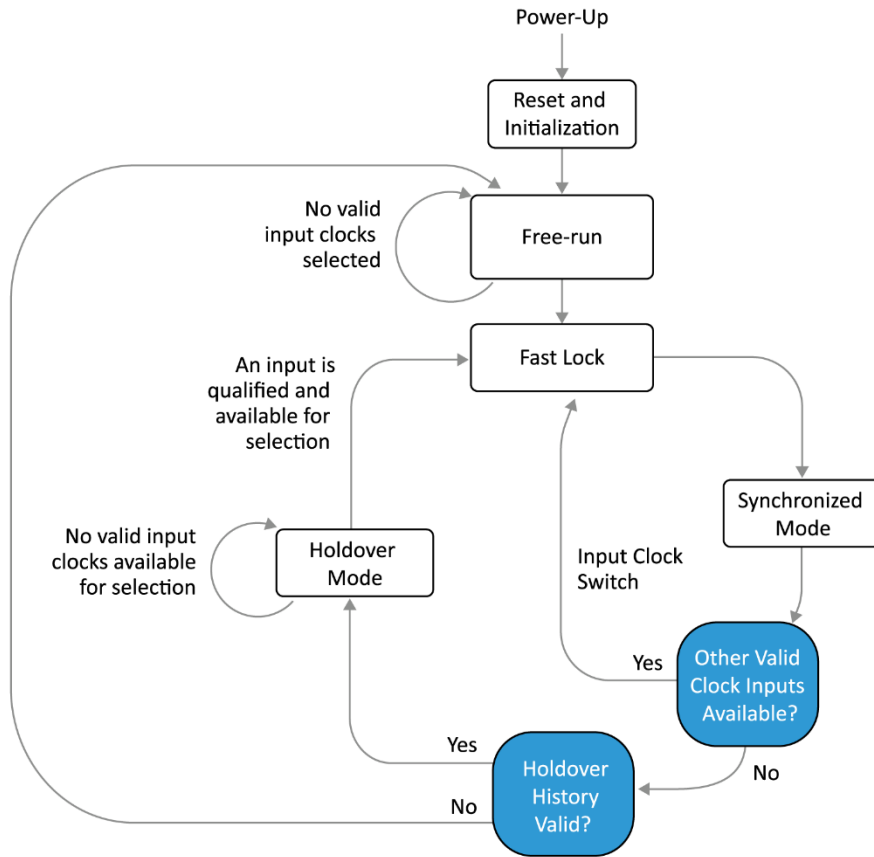 Power-Up
Reset and
Initialization
No valid
input clocks
selected
Free-run
An input is
qualified and
available for
selection
Fast Lock
No valid input
clocks available
for selection
Holdover
Mode
Synchronized
Mode
Input Clock
Switch
Yes
Other Valid
Clock Inputs
Available?
No
Yes
No
Holdover
History
Valid?